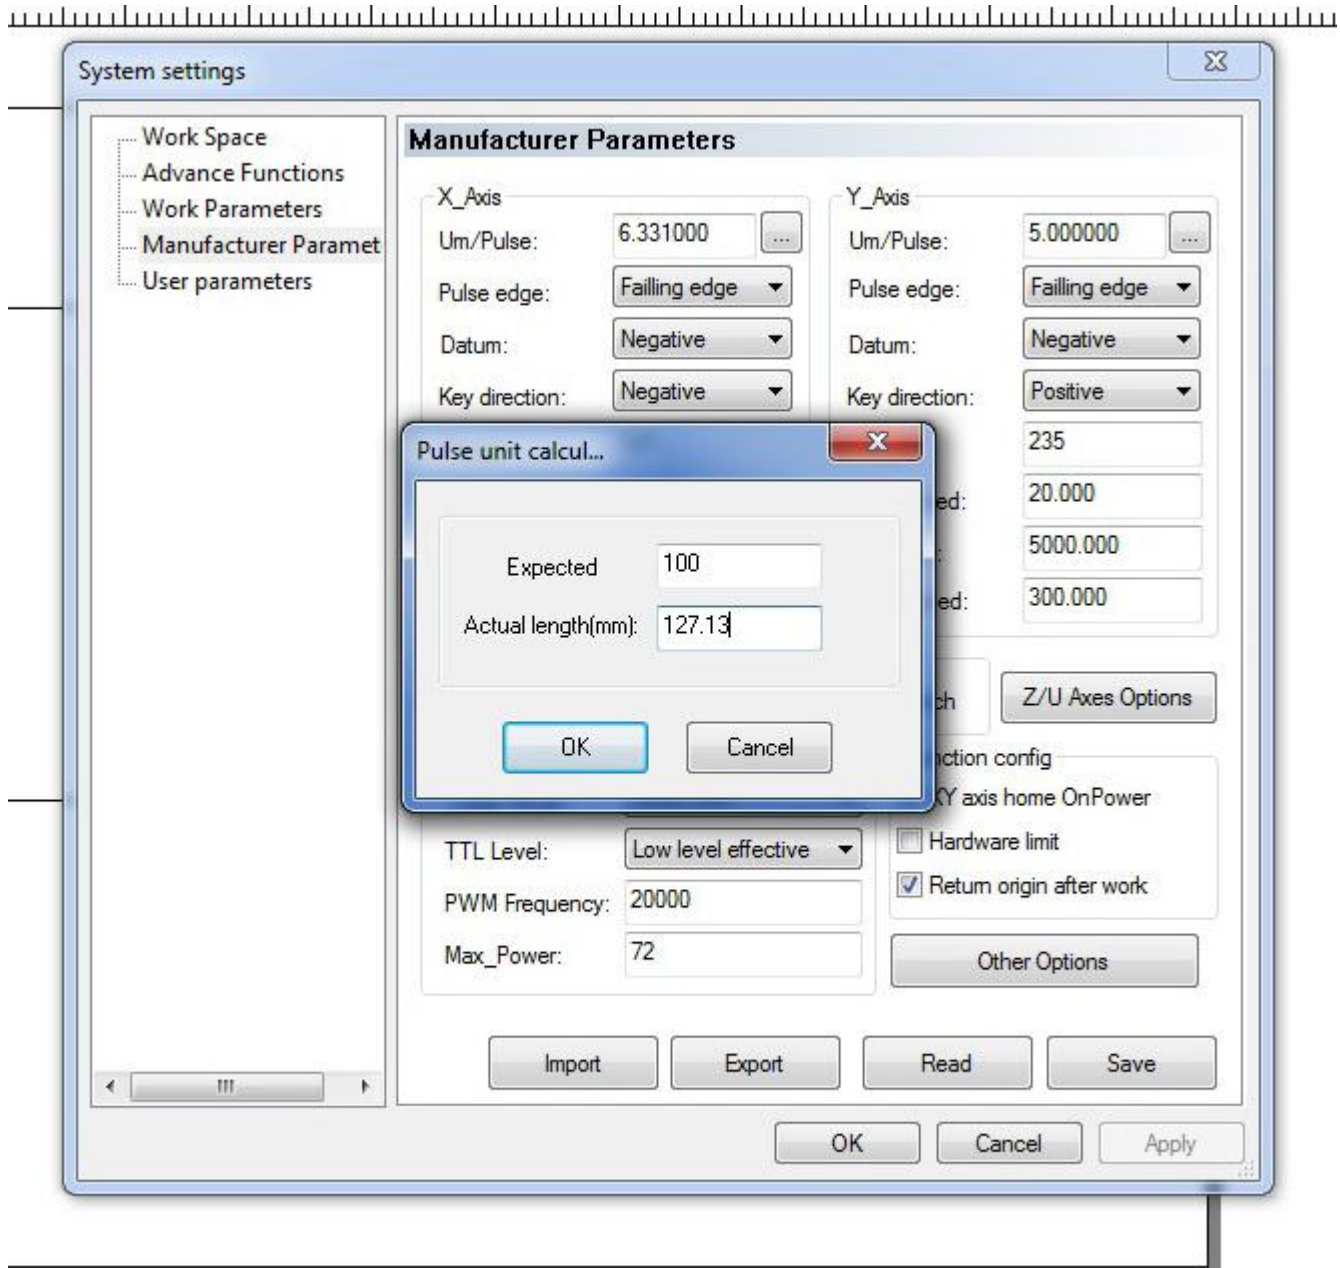 System settings
Work Space
Advance Functions
Work Parameters
Manufacturer Paramet
User parameters
Manufacturer Parameters
X_Axis
Um/Pulse: 6.331000 ...
Pulse edge: Failling edge
Datum: Negative
Key direction: Negative
Y_Axis
Um/Pulse: 5.000000 ...
Pulse edge: Failling edge
Datum: Negative
Key direction: Positive
235
ed: 20.000
: 5000.000
ed: 300.000
Pulse unit calcul...
Expected 100
Actual length(mm): 127.13
OK Cancel
ch Z/U Axes Options
nction config
XY axis home OnPower
Hardware limit
Return origin after work
TTL Level: Low level effective
PWM Frequency: 20000
Max_Power: 72
Other Options
Import Export Read Save
OK Cancel Apply